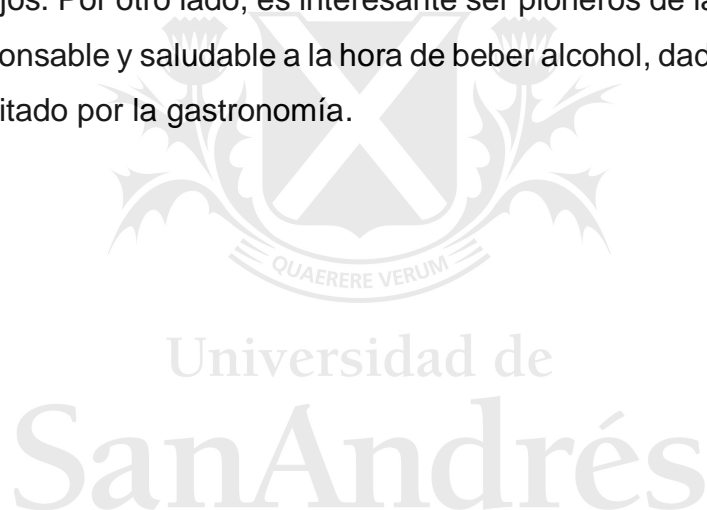 jos. Por otro lado, es interesante ser pioneros de la
onsable y saludable a la hora de beber alcohol, dad
itado por la gastronomía.
QUAERERE VERUM
Universidad de
SanAndrés